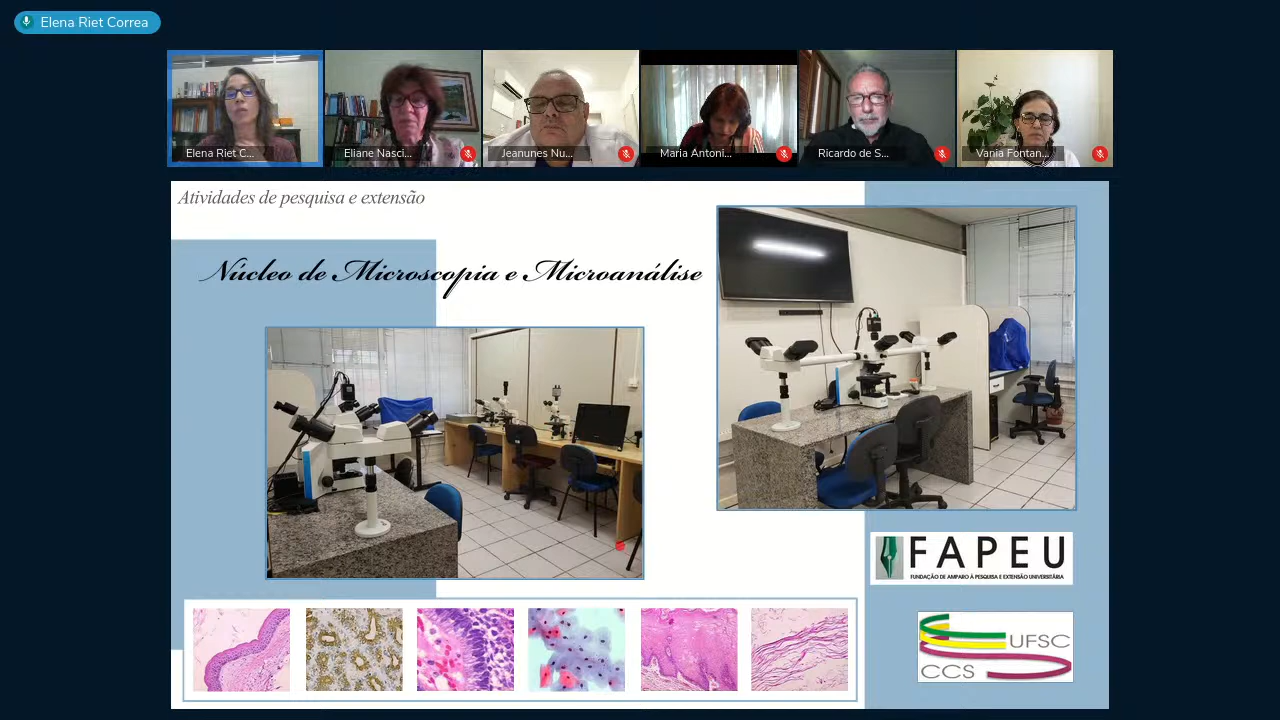 Elena Riet Correa
Elena Riet C...
Eliane Nasci...
Jeanunes Nu...
Maria Antoni...
Ricardo de S...
Vania Fontan...
Atividades de pesquisa e extensão
Núcleo de Microscopia e Microanálise
FAPEU
FUNDAÇÃO DE AMPARO À PESQUISA E EXTENSÃO UNIVERSITÁRIA
UFSC
CCS